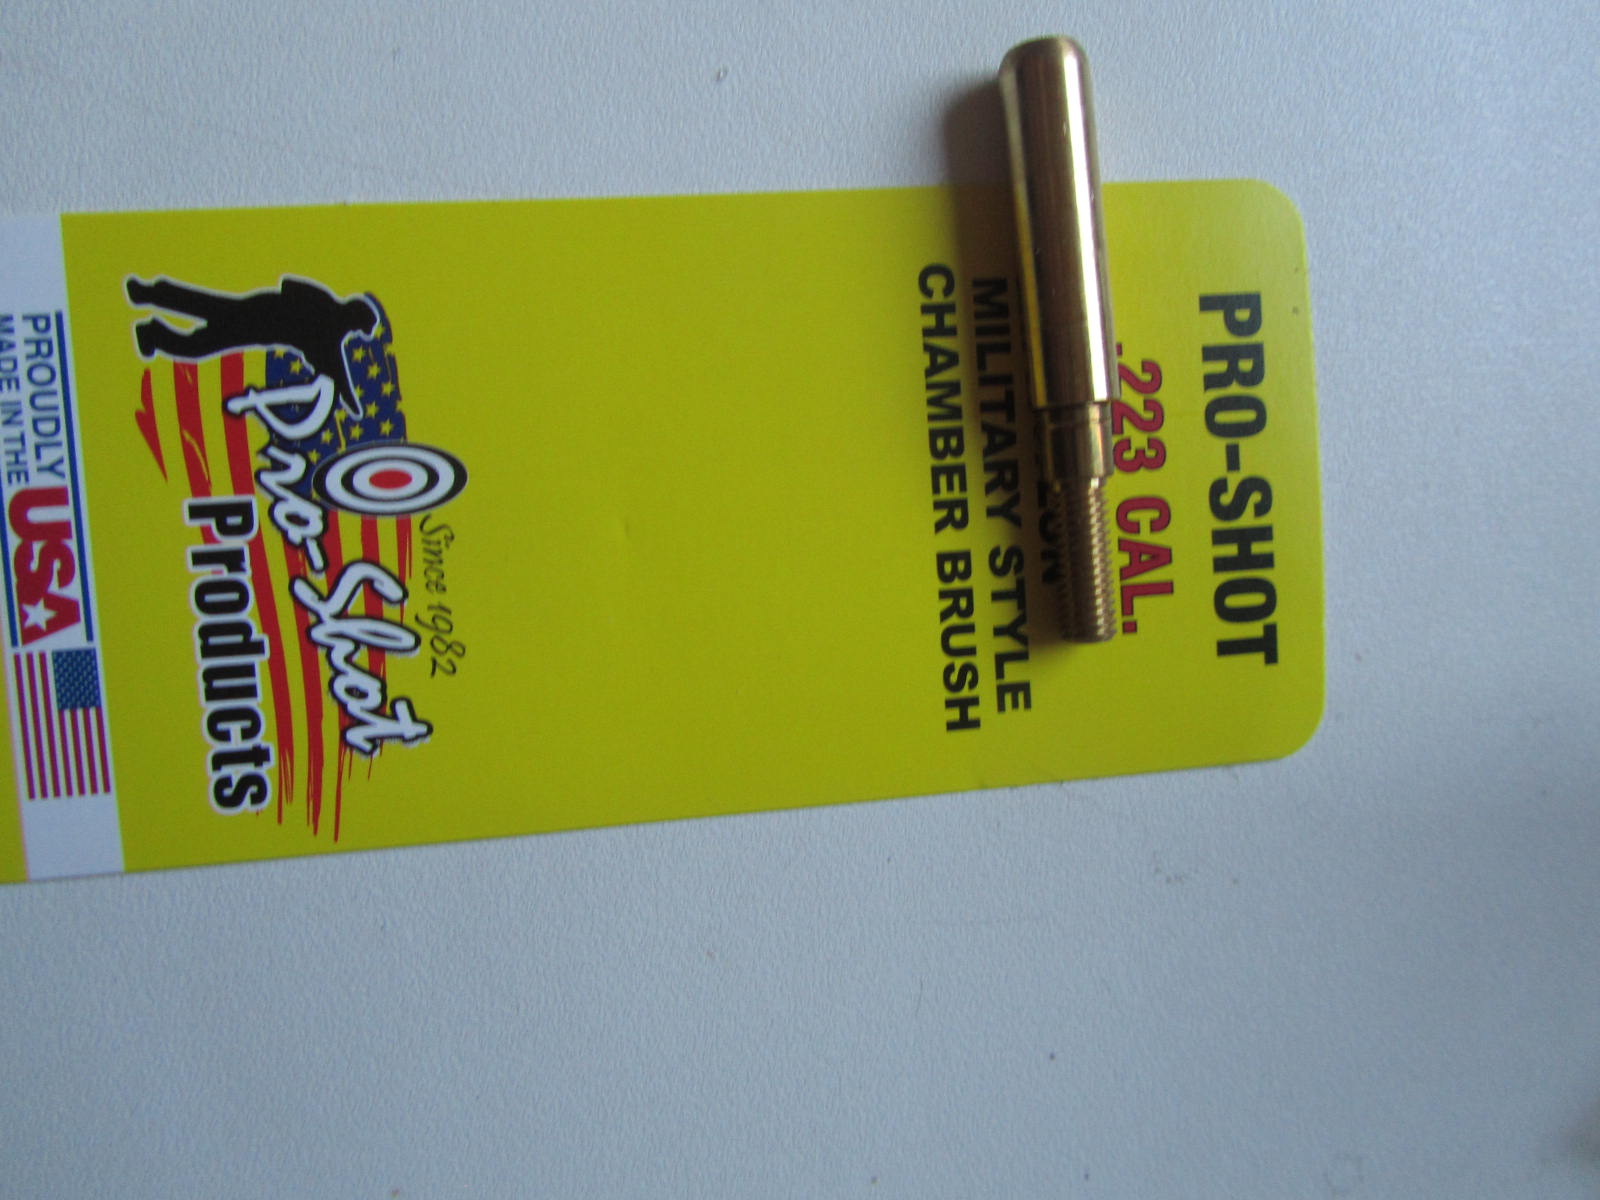 PRO-SHOT
.223 CAL.
MILITARY STYLE
CHAMBER BRUSH
Since 1982
Pro-Shot
Products
PROUDLY
MADE IN THE
USA